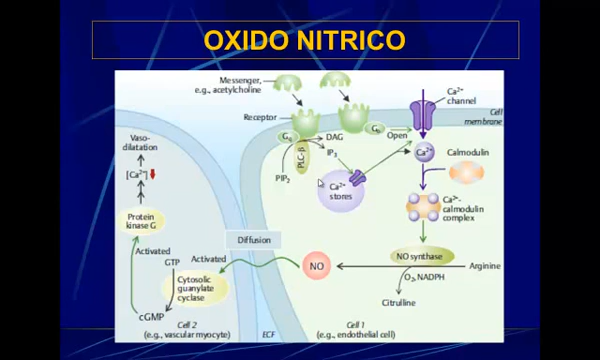 OXIDO NITRICO
Messenger,
e.g., acetylcholine
Receptor
Ca²⁺
channel
Cell
membrane
Open
DAG
IP₃
PLC-β
PIP₂
Ca²⁺
stores
Ca²⁺
Calmodulin
Ca²⁺-
calmodulin
complex
NO synthase
Arginine
O₂, NADPH
Citrulline
NO
Diffusion
Activated
Cytosolic
guanylate
cyclase
GTP
cGMP
Activated
Protein
kinase G
[Ca²⁺]
Vaso-
dilatation
Cell 2
(e.g., vascular myocyte)
ECF
Cell 1
(e.g., endothelial cell)